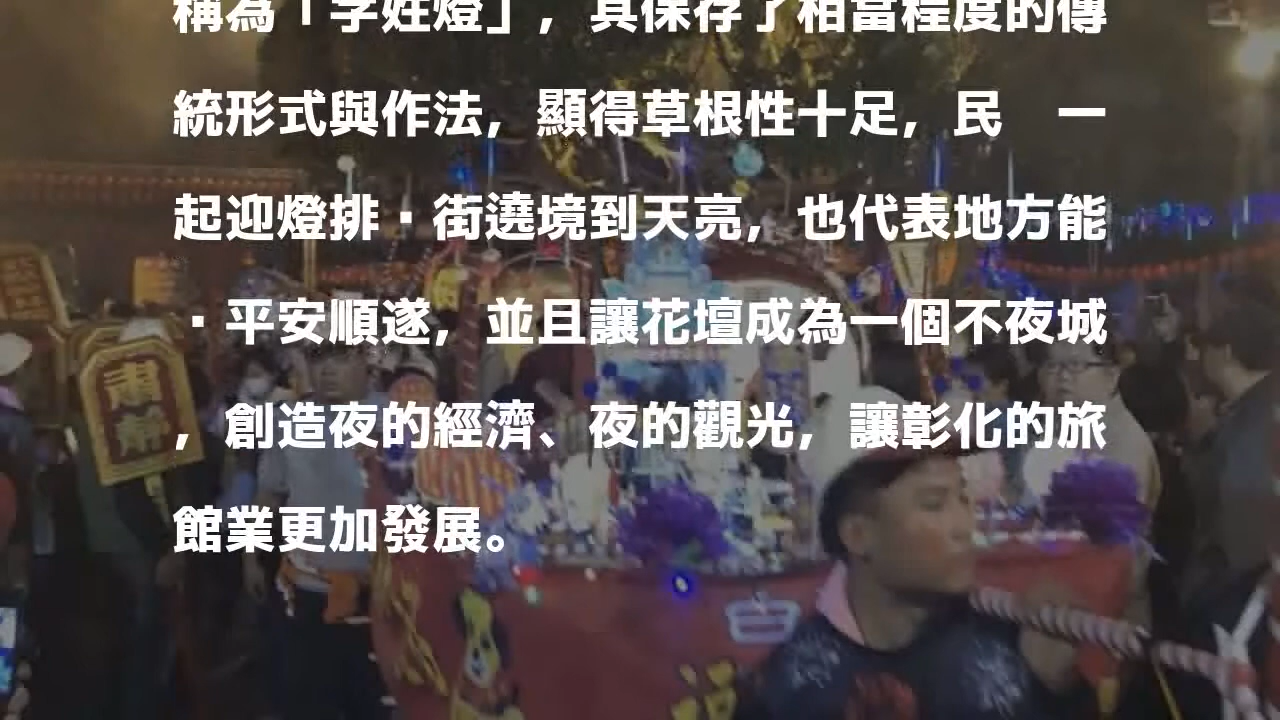 稱為「字姓燈」，其保存了相當程度的傳
統形式與作法，顯得草根性十足，民　一
起迎燈排▪街遶境到天亮，也代表地方能
▪平安順遂，並且讓花壇成為一個不夜城
，創造夜的經濟、夜的觀光，讓彰化的旅
館業更加發展。
肅靜